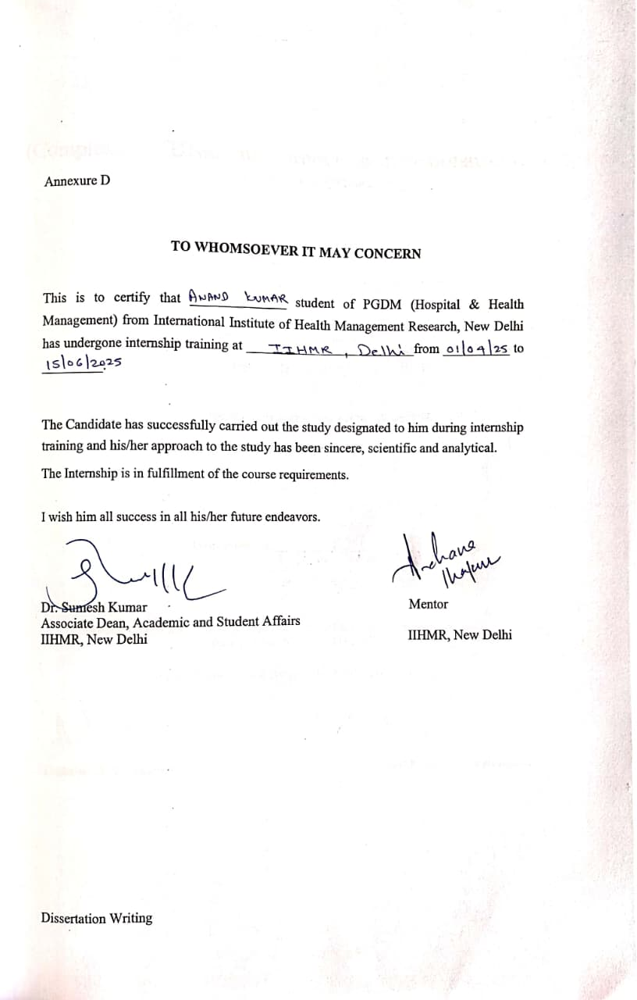 Annexure D
TO WHOMSOEVER IT MAY CONCERN
This is to certify that ANAND KUMAR student of PGDM (Hospital & Health
Management) from International Institute of Health Management Research, New Delhi
has undergone internship training at IIHMR, Delhi from 01/04/25 to
15/06/2025
The Candidate has successfully carried out the study designated to him during internship
training and his/her approach to the study has been sincere, scientific and analytical.
The Internship is in fulfillment of the course requirements.
I wish him all success in all his/her future endeavors.
Archana
Dr. Sumesh Kumar
Associate Dean, Academic and Student Affairs
IIHMR, New Delhi
Mentor
IIHMR, New Delhi
Dissertation Writing